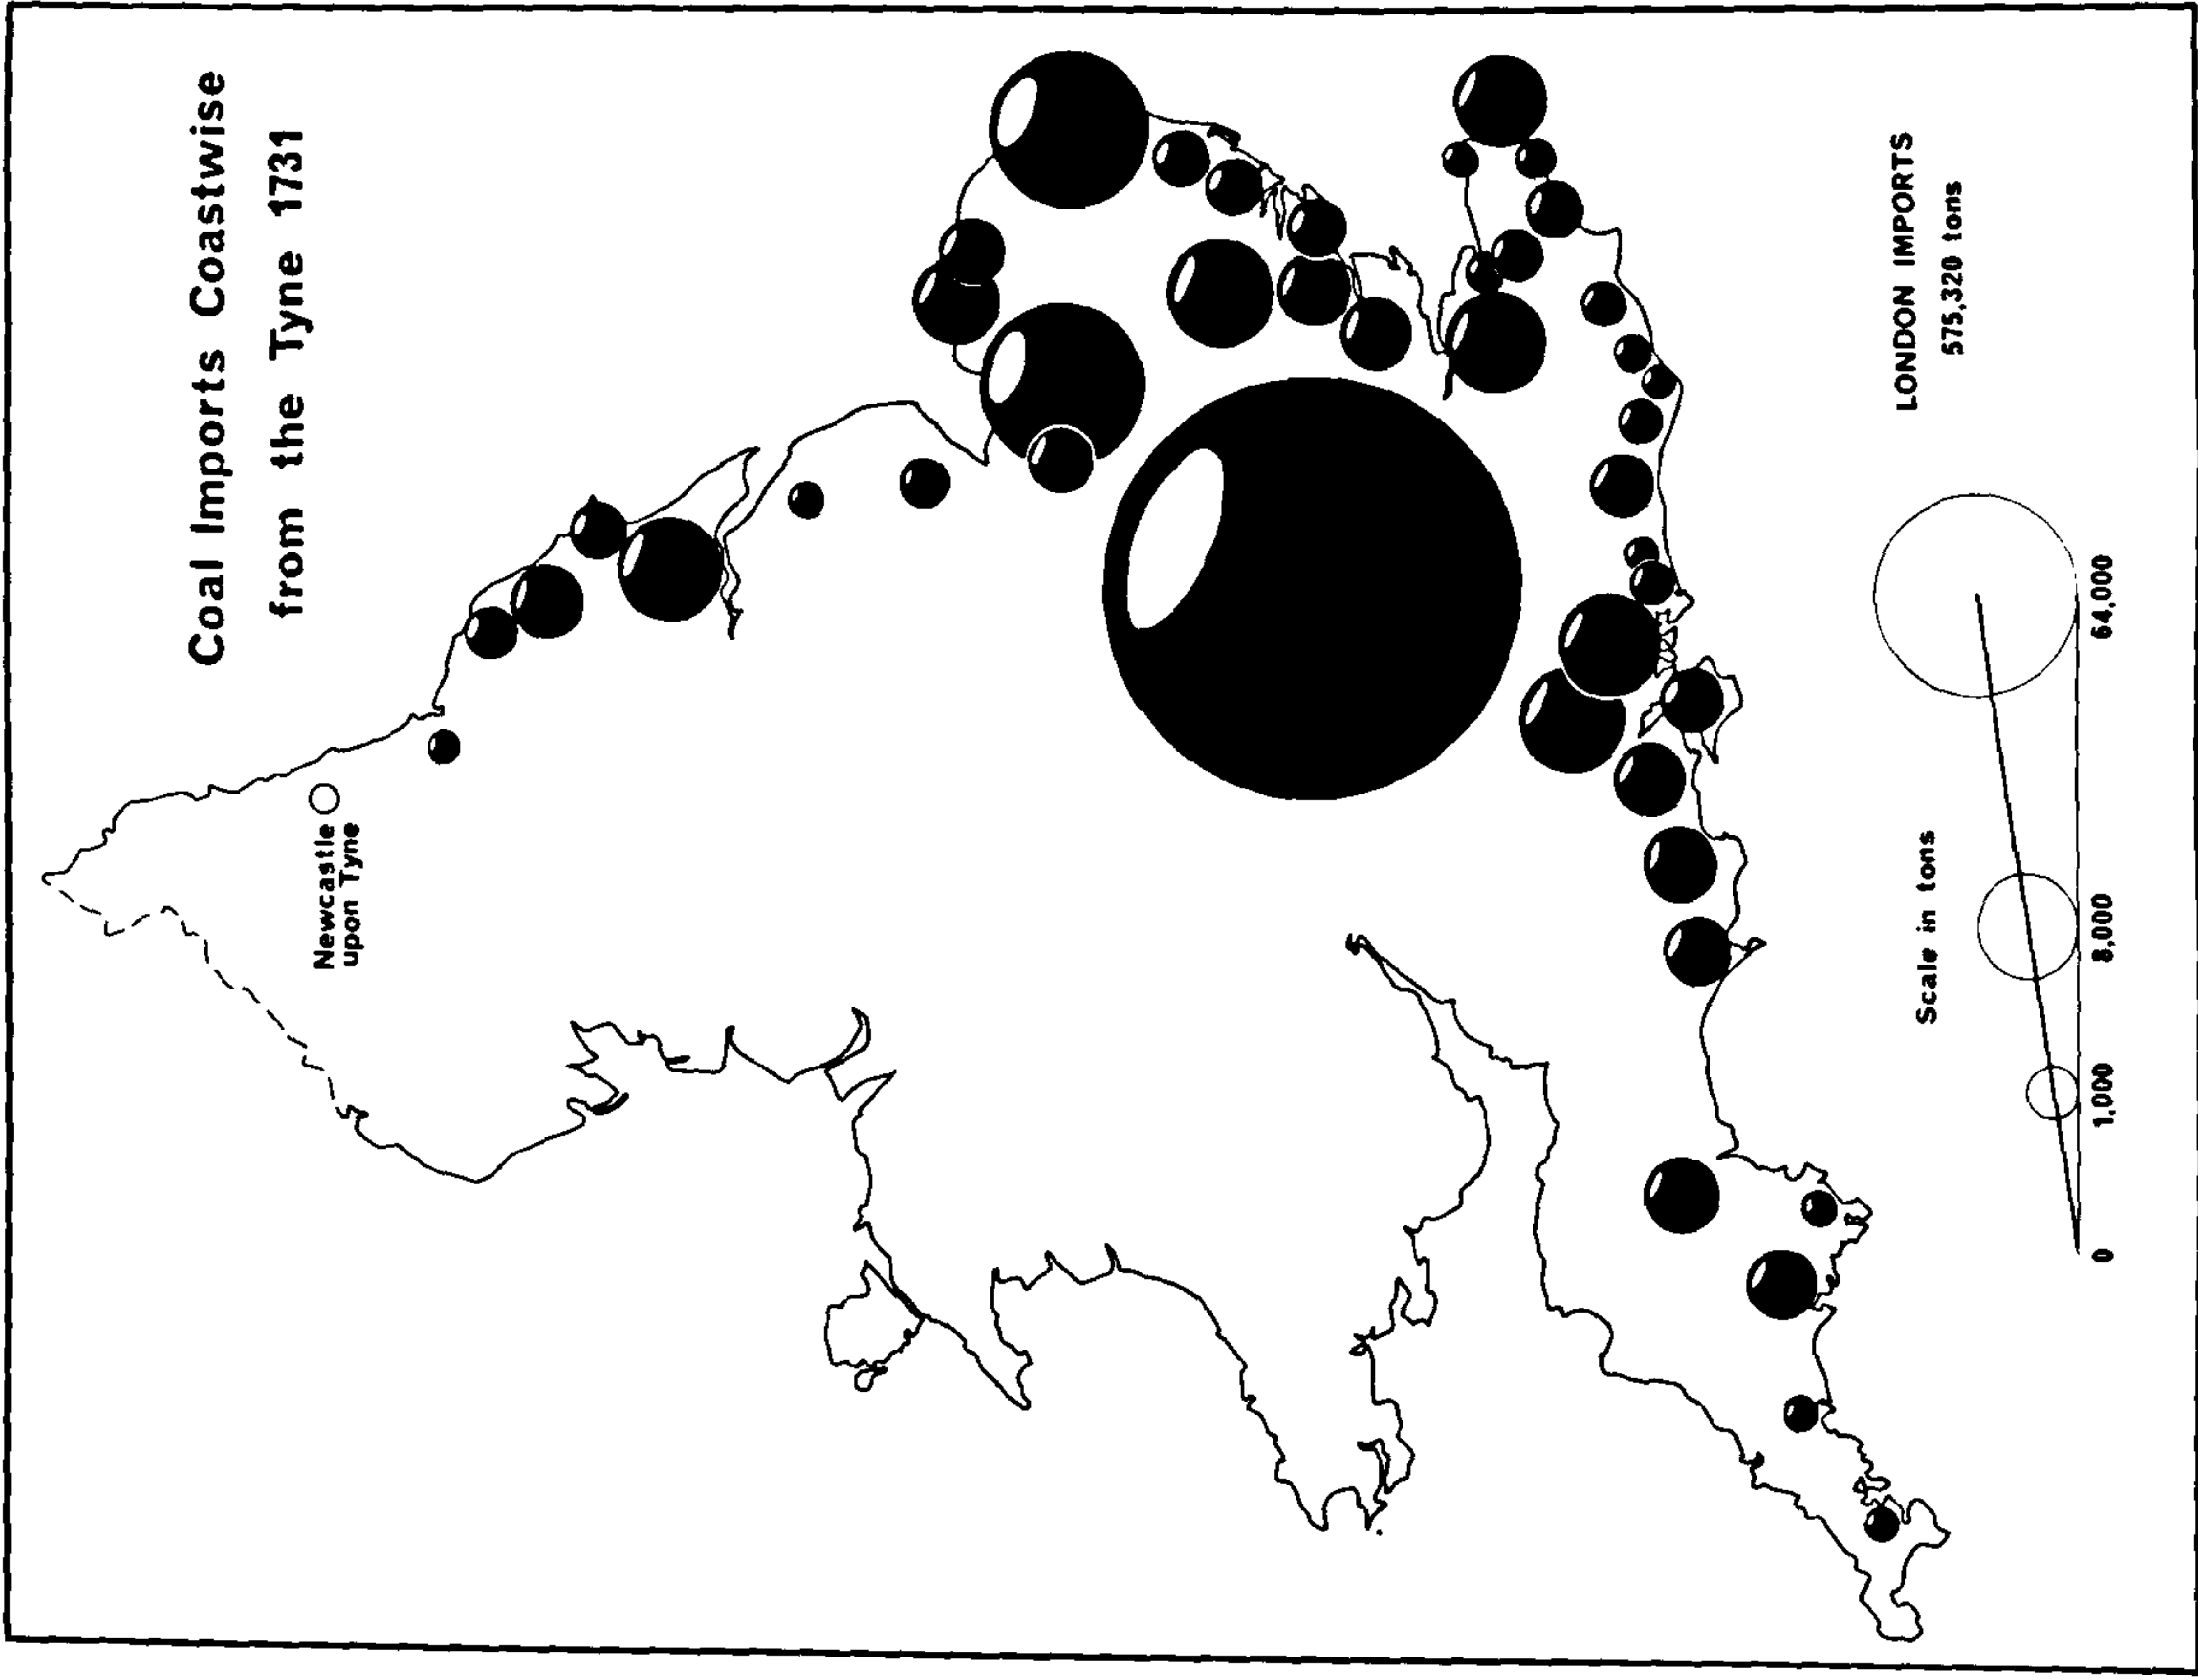 Coal Imports Coastwise
from the Tyne 1731
Newcastle
upon Tyne
LONDON IMPORTS
575,320 tons
Scale in tons
0 1,000 8,000 64,000